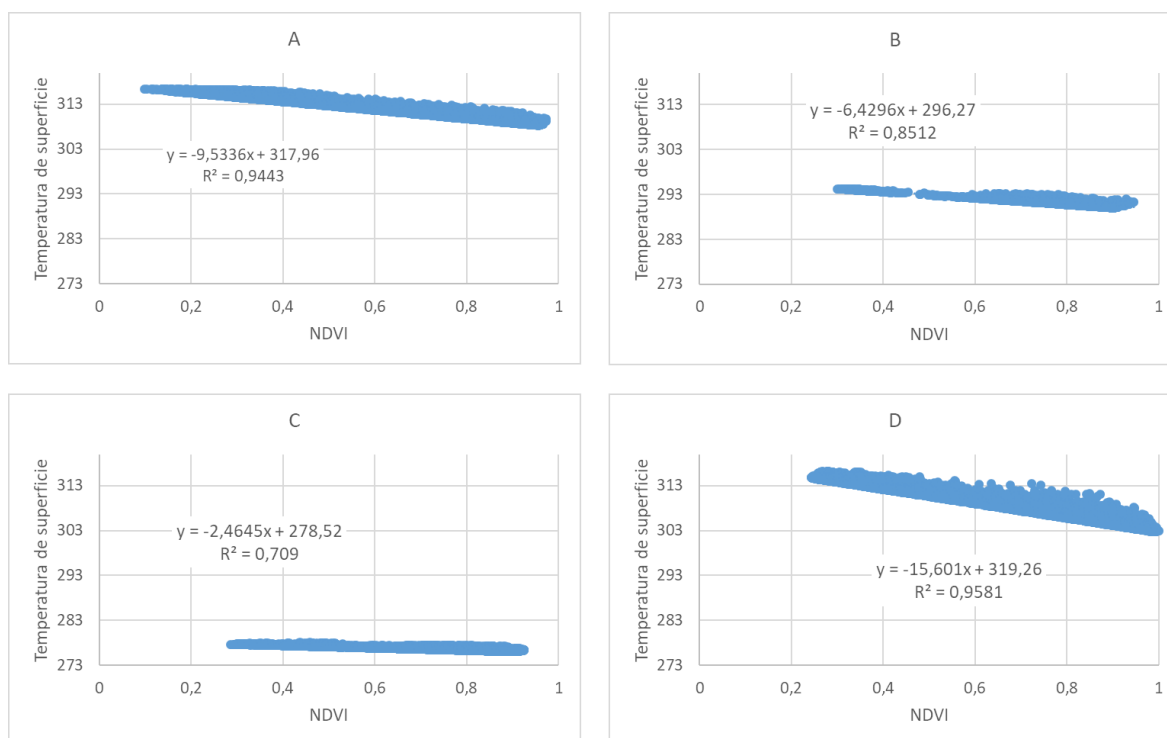 A
Temperatura de superficie
313
303
293
283
273
y = -9,5336x + 317,96
R² = 0,9443
0 0,2 0,4 0,6 0,8 1
NDVI
B
Temperatura de superficie
313
303
293
283
273
y = -6,4296x + 296,27
R² = 0,8512
0 0,2 0,4 0,6 0,8 1
NDVI
C
Temperatura de superficie
313
303
293
283
273
y = -2,4645x + 278,52
R² = 0,709
0 0,2 0,4 0,6 0,8 1
NDVI
D
Temperatura de superficie
313
303
293
283
273
y = -15,601x + 319,26
R² = 0,9581
0 0,2 0,4 0,6 0,8 1
NDVI